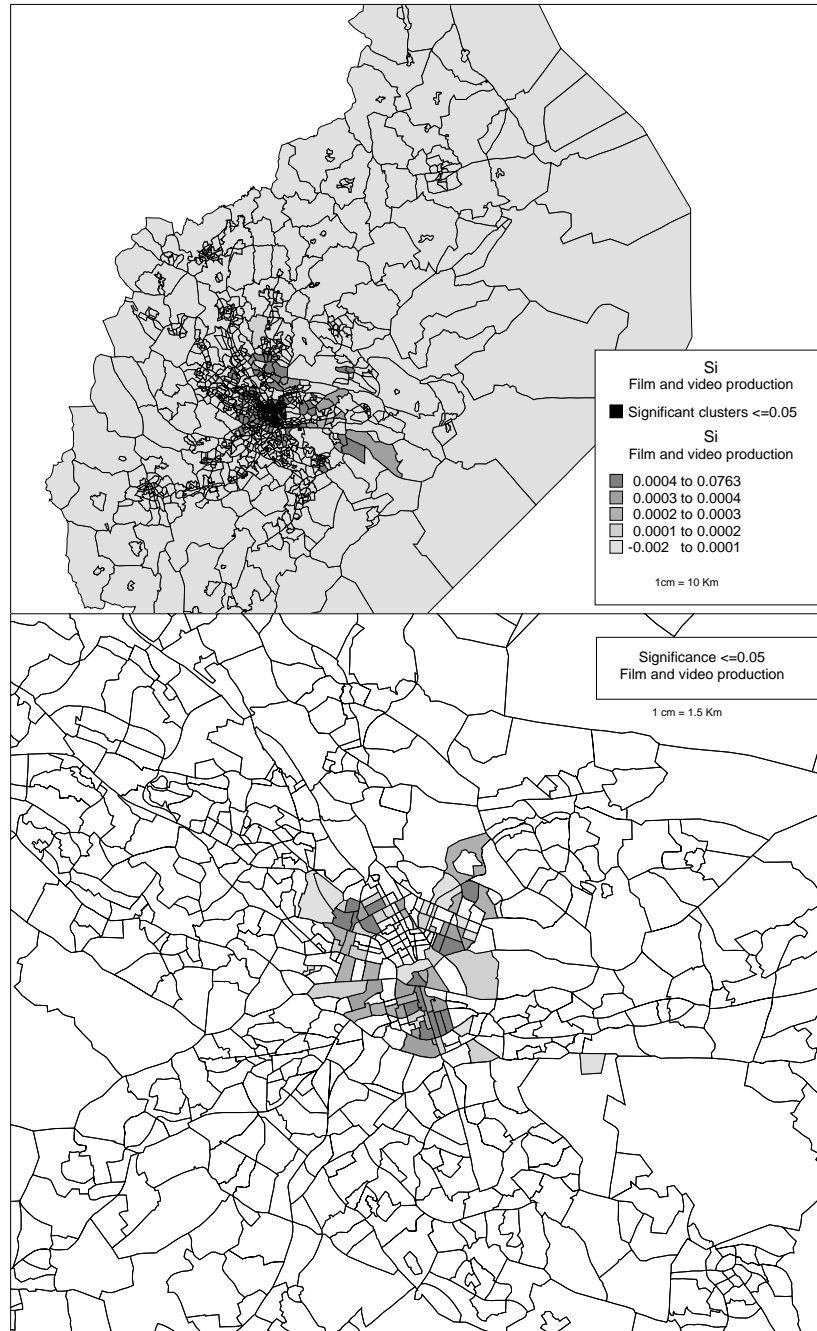 Si
Film and video production
Significant clusters <=0.05
Si
Film and video production
0.0004 to 0.0763
0.0003 to 0.0004
0.0002 to 0.0003
0.0001 to 0.0002
-0.002 to 0.0001
1cm = 10 Km
Significance <=0.05
Film and video production
1 cm = 1.5 Km